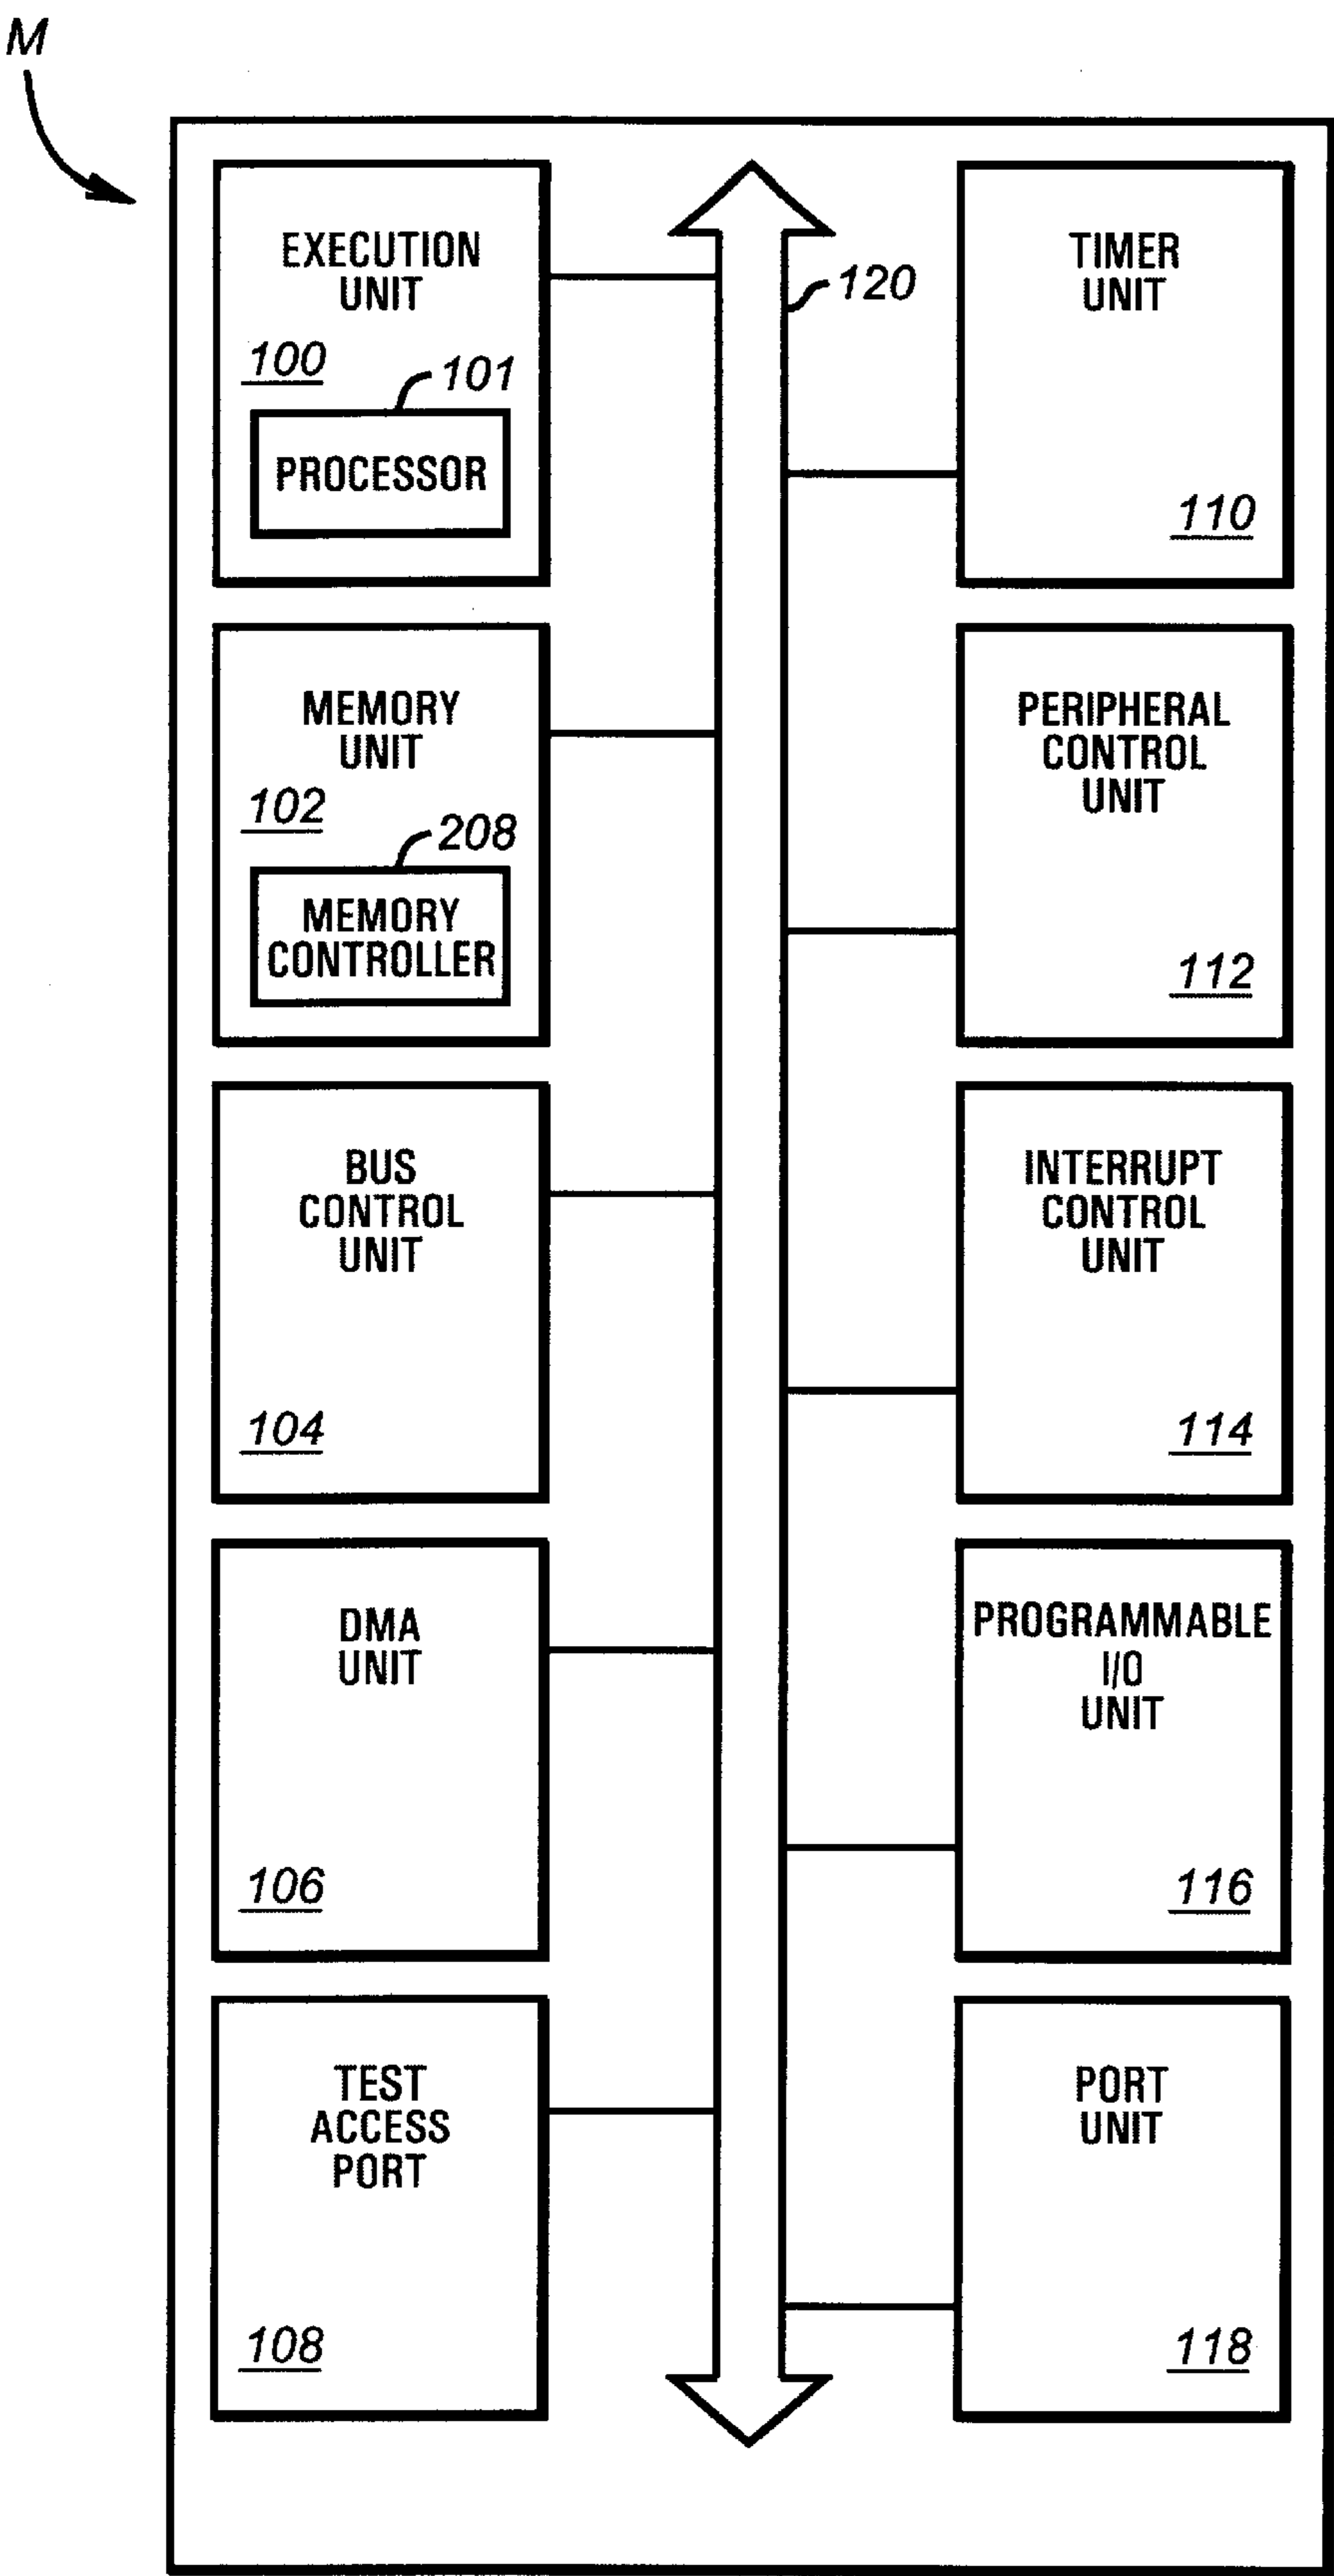 M
EXECUTION
UNIT
100
101
PROCESSOR
MEMORY
UNIT
102
208
MEMORY
CONTROLLER
BUS
CONTROL
UNIT
104
DMA
UNIT
106
TEST
ACCESS
PORT
108
120
TIMER
UNIT
110
PERIPHERAL
CONTROL
UNIT
112
INTERRUPT
CONTROL
UNIT
114
PROGRAMMABLE
I/O
UNIT
116
PORT
UNIT
118